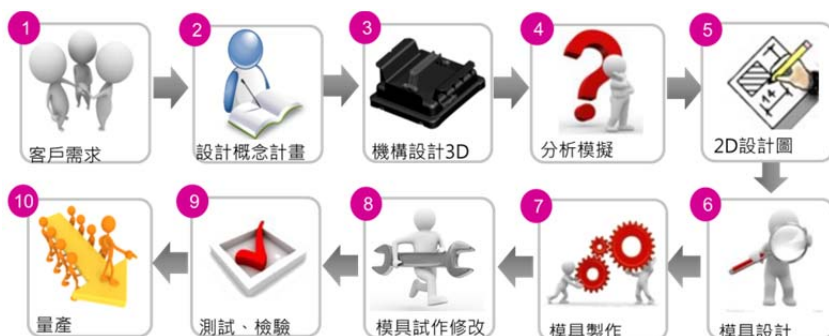 1
客戶需求
2
設計概念計畫
3
機構設計3D
4
分析模擬
5
2D設計圖
6
模具設計
7
模具製作
8
模具試作修改
9
測試、檢驗
10
量產